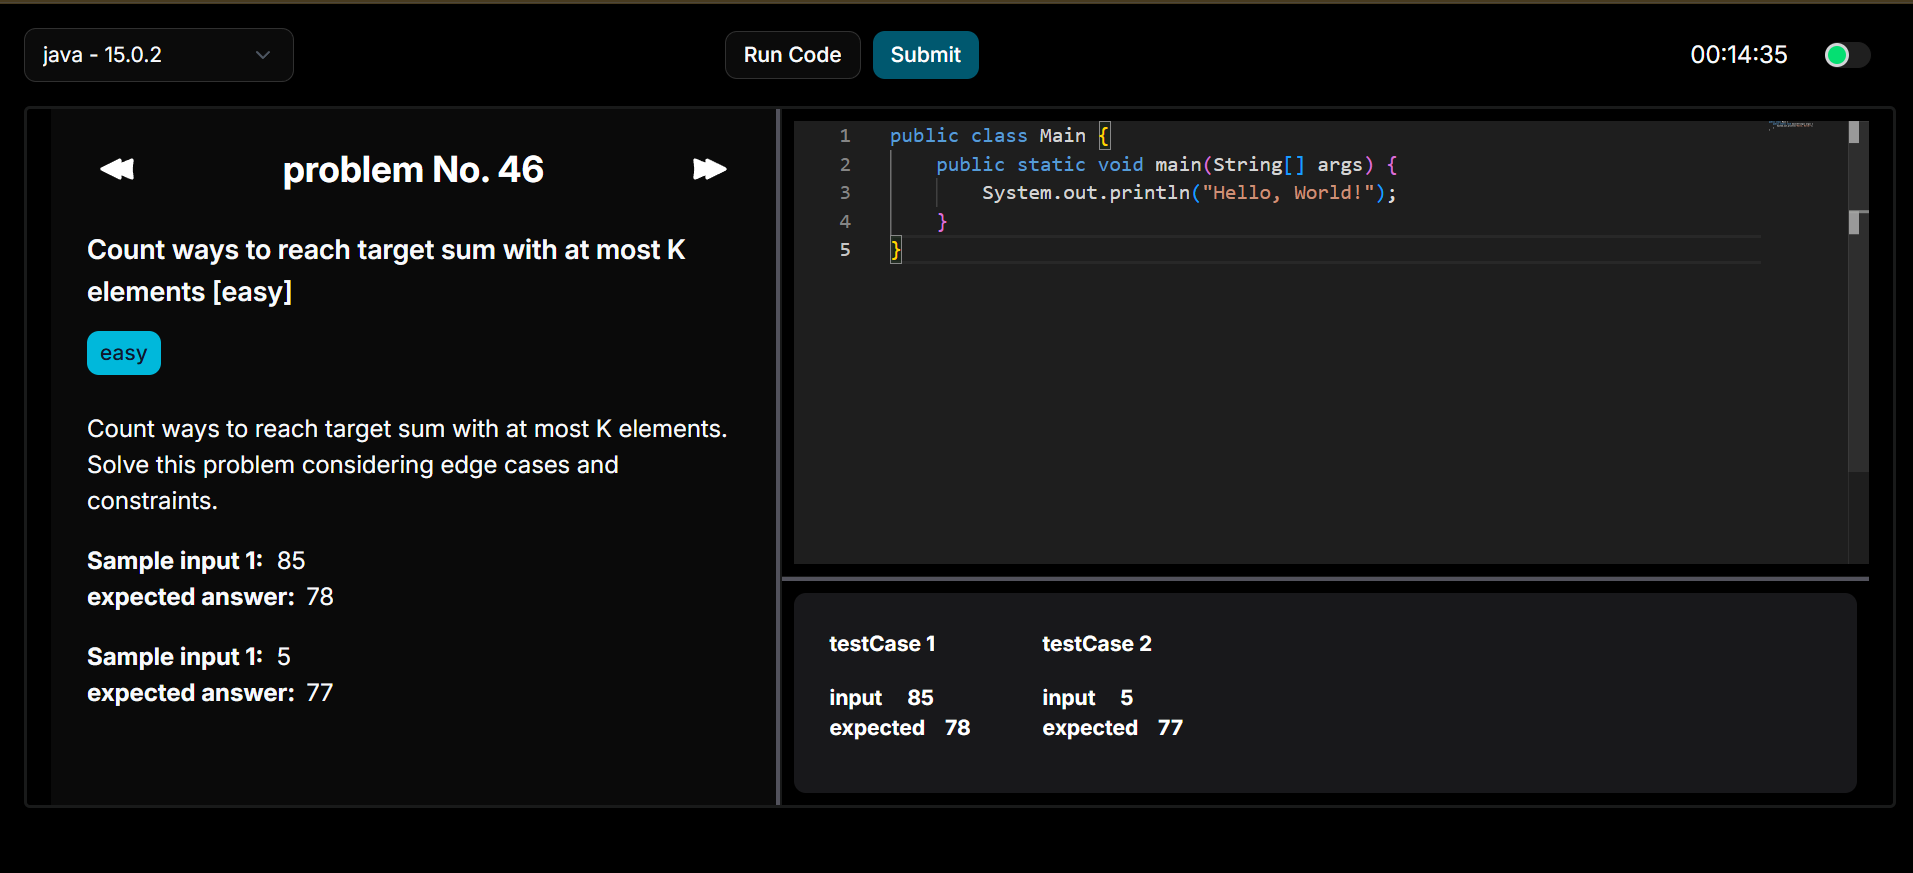 java - 15.0.2
Run Code
Submit
00:14:35
problem No. 46
Count ways to reach target sum with at most K
elements [easy]
easy
Count ways to reach target sum with at most K elements.
Solve this problem considering edge cases and
constraints.
Sample input 1: 85
expected answer: 78
Sample input 1: 5
expected answer: 77
1 public class Main {
2     public static void main(String[] args) {
3         System.out.println("Hello, World!");
4     }
5 }
testCase 1
input 85
expected 78
testCase 2
input 5
expected 77